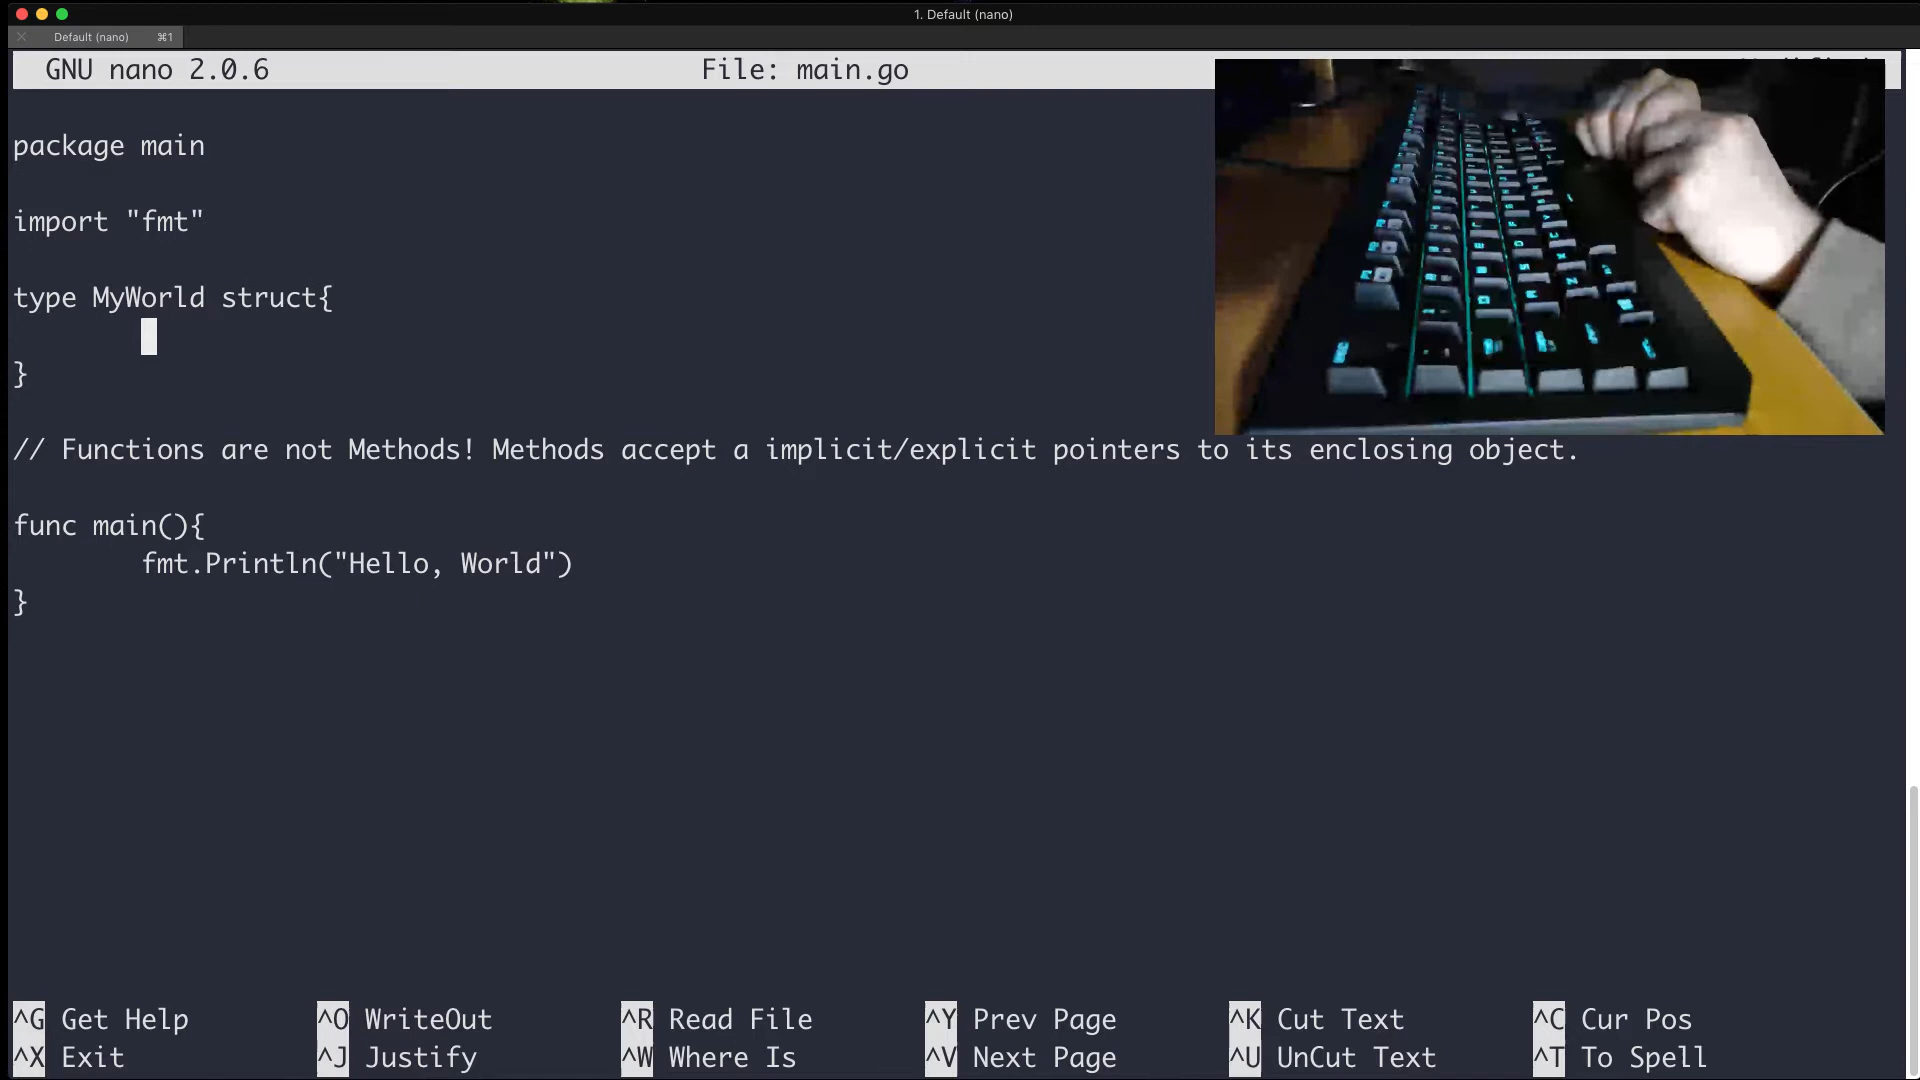 1. Default (nano)
Default (nano) ⌘1
GNU nano 2.0.6 File: main.go
package main
import "fmt"
type MyWorld struct{
}
// Functions are not Methods! Methods accept a implicit/explicit pointers to its enclosing object.
func main(){
fmt.Println("Hello, World")
}
^G Get Help ^O WriteOut ^R Read File ^Y Prev Page ^K Cut Text ^C Cur Pos
^X Exit ^J Justify ^W Where Is ^V Next Page ^U UnCut Text ^T To Spell